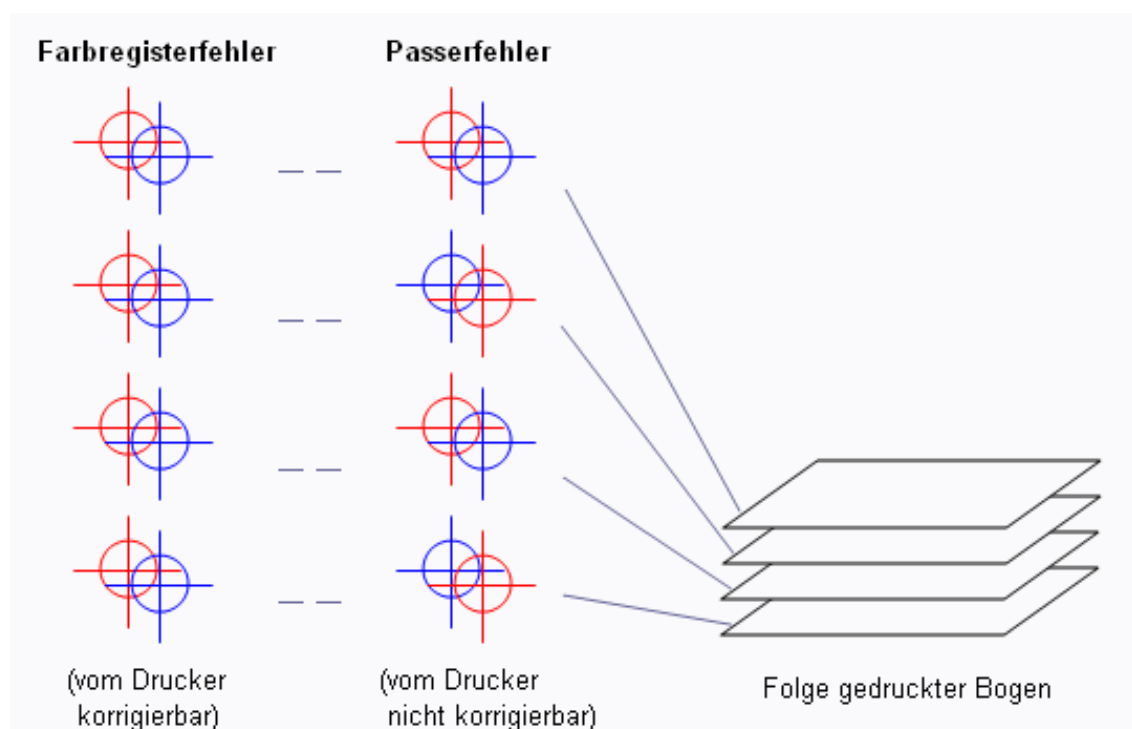 Farbregisterfehler
Passerfehler
(vom Drucker
korrigierbar)
(vom Drucker
nicht korrigierbar)
Folge gedruckter Bogen